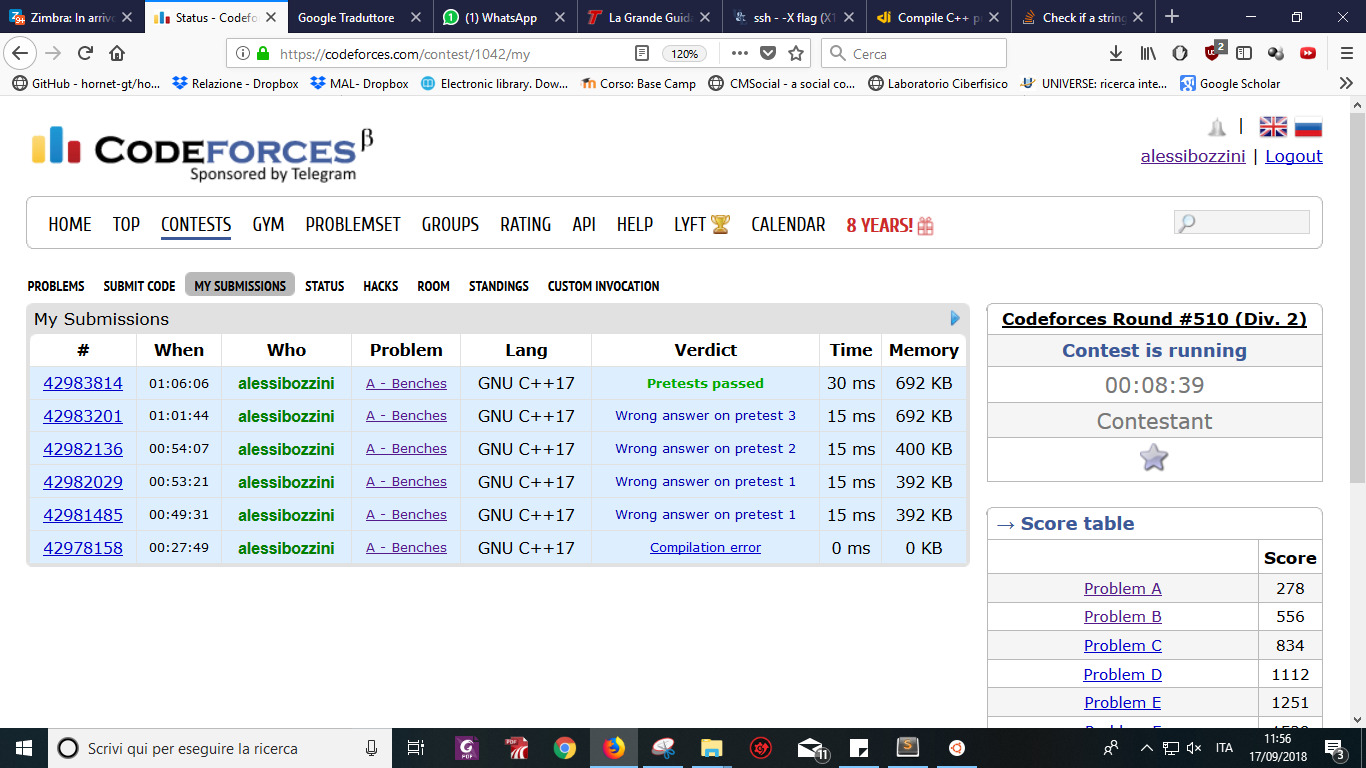 Zimbra: In arrivo
Status - Codefor
Google Traduttore
(1) WhatsApp
La Grande Guida
ssh - -X flag (X1
Compile C++ p
Check if a string
https://codeforces.com/contest/1042/my
120%
Cerca
2
GitHub - hornet-gt/ho...
Relazione - Dropbox
MAL- Dropbox
Electronic library. Dow...
Corso: Base Camp
CMSocial - a social co...
Laboratorio Ciberfisico
UNIVERSE: ricerca inte...
Google Scholar
CODEFORCES β
Sponsored by Telegram
alessibozzini | Logout
HOME TOP CONTESTS GYM PROBLEMSET GROUPS RATING API HELP LYFT CALENDAR 8 YEARS!
PROBLEMS SUBMIT CODE MY SUBMISSIONS STATUS HACKS ROOM STANDINGS CUSTOM INVOCATION
My Submissions
# When Who Problem Lang Verdict Time Memory
42983814 01:06:06 alessibozzini A - Benches GNU C++17 Pretests passed 30 ms 692 KB
42983201 01:01:44 alessibozzini A - Benches GNU C++17 Wrong answer on pretest 3 15 ms 692 KB
42982136 00:54:07 alessibozzini A - Benches GNU C++17 Wrong answer on pretest 2 15 ms 400 KB
42982029 00:53:21 alessibozzini A - Benches GNU C++17 Wrong answer on pretest 1 15 ms 392 KB
42981485 00:49:31 alessibozzini A - Benches GNU C++17 Wrong answer on pretest 1 15 ms 392 KB
42978158 00:27:49 alessibozzini A - Benches GNU C++17 Compilation error 0 ms 0 KB
Codeforces Round #510 (Div. 2)
Contest is running
00:08:39
Contestant
→ Score table
Score
Problem A 278
Problem B 556
Problem C 834
Problem D 1112
Problem E 1251
Scrivi qui per eseguire la ricerca
11
ITA
11:56
17/09/2018
3